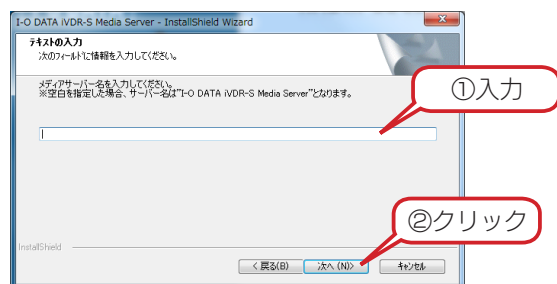 I-O DATA iVDR-S Media Server - InstallShield Wizard
テキストの入力
次のフィールドに情報を入力してください。
メディアサーバー名を入力してください。
※空白を指定した場合、サーバー名は"I-O DATA iVDR-S Media Server"となります。
①入力
②クリック
InstallShield
< 戻る(B)
次へ (N)>
キャンセル